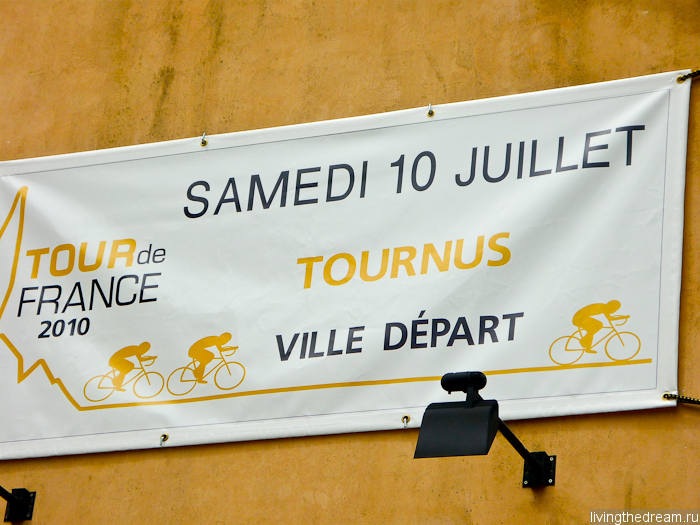 SAMEDI 10 JUILLET
TOUR de
FRANCE
2010
TOURNUS
VILLE DÉPART
livingthedream.ru